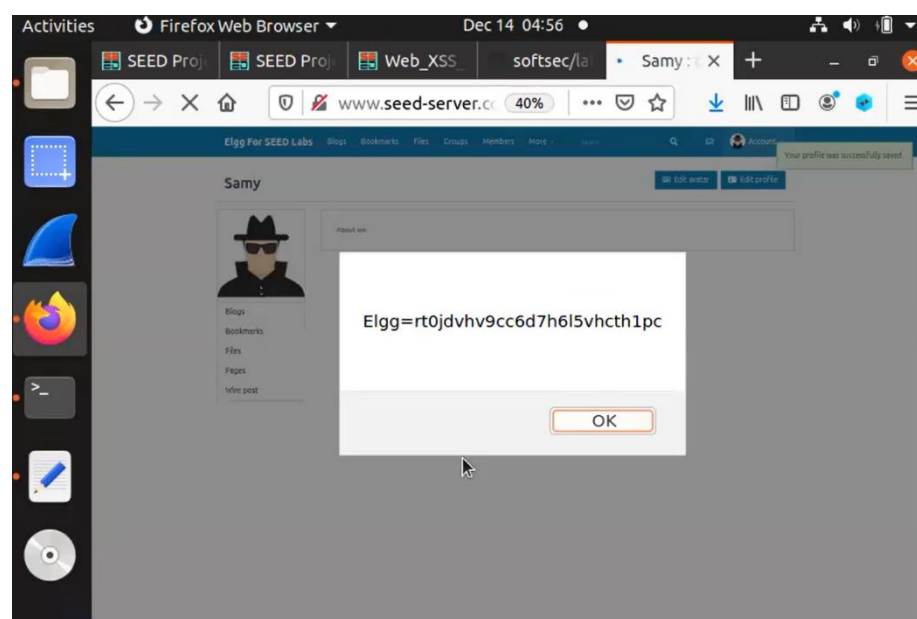 Activities Firefox Web Browser Dec 14 04:56
SEED Proj SEED Proj Web_XSS_ softsec/la Samy :
www.seed-server.c 40%
Elgg For SEED Labs Blogs Bookmarks Files Groups Members More Search Account
Your profile was successfully saved.
Samy Edit avatar Edit profile
About me
Blogs
Bookmarks
Files
Pages
Wire post
Elgg=rt0jdvhv9cc6d7h6l5vhcth1pc
OK